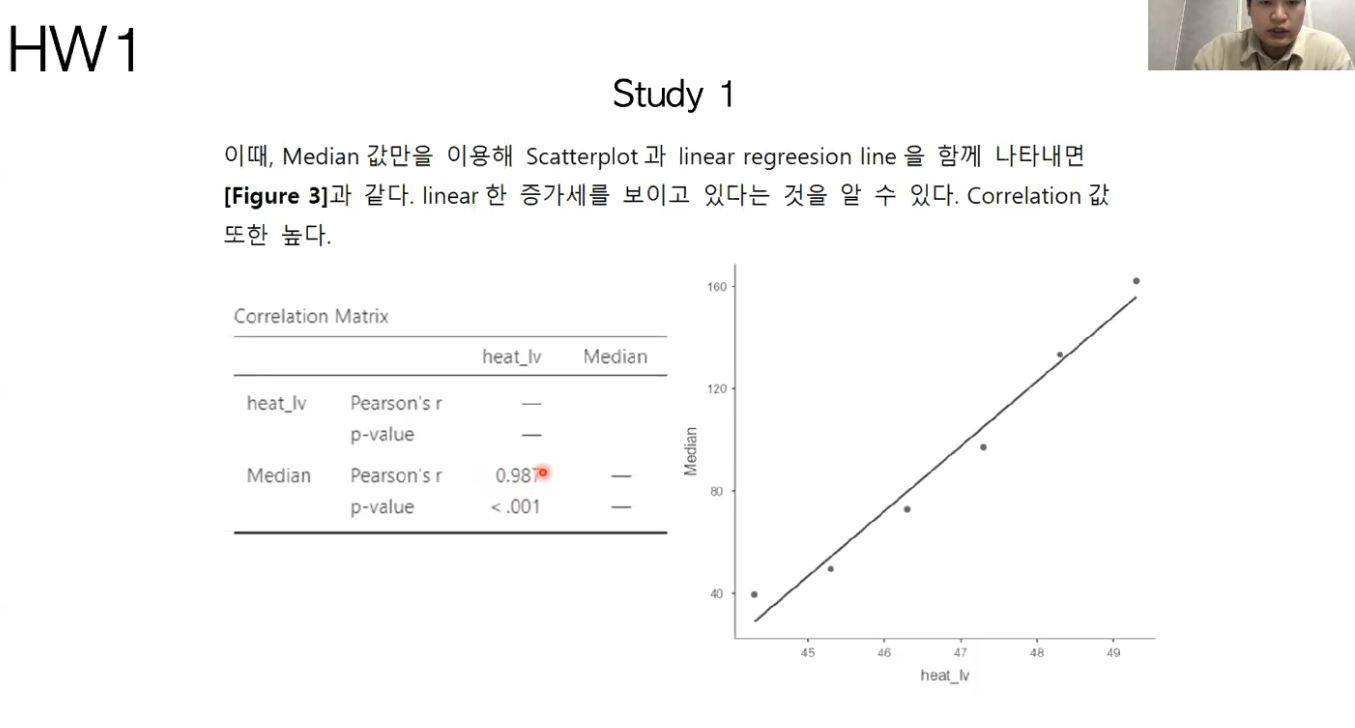 HW1
Study 1
이때, Median 값만을 이용해 Scatterplot 과 linear regreesion line 을 함께 나타내면
[Figure 3]과 같다. linear 한 증가세를 보이고 있다는 것을 알 수 있다. Correlation 값
또한 높다.
Correlation Matrix
heat_lv Median
heat_lv Pearson's r —
p-value —
Median Pearson's r 0.987 —
p-value < .001 —
160
120
80
40
Median
45 46 47 48 49
heat_lv